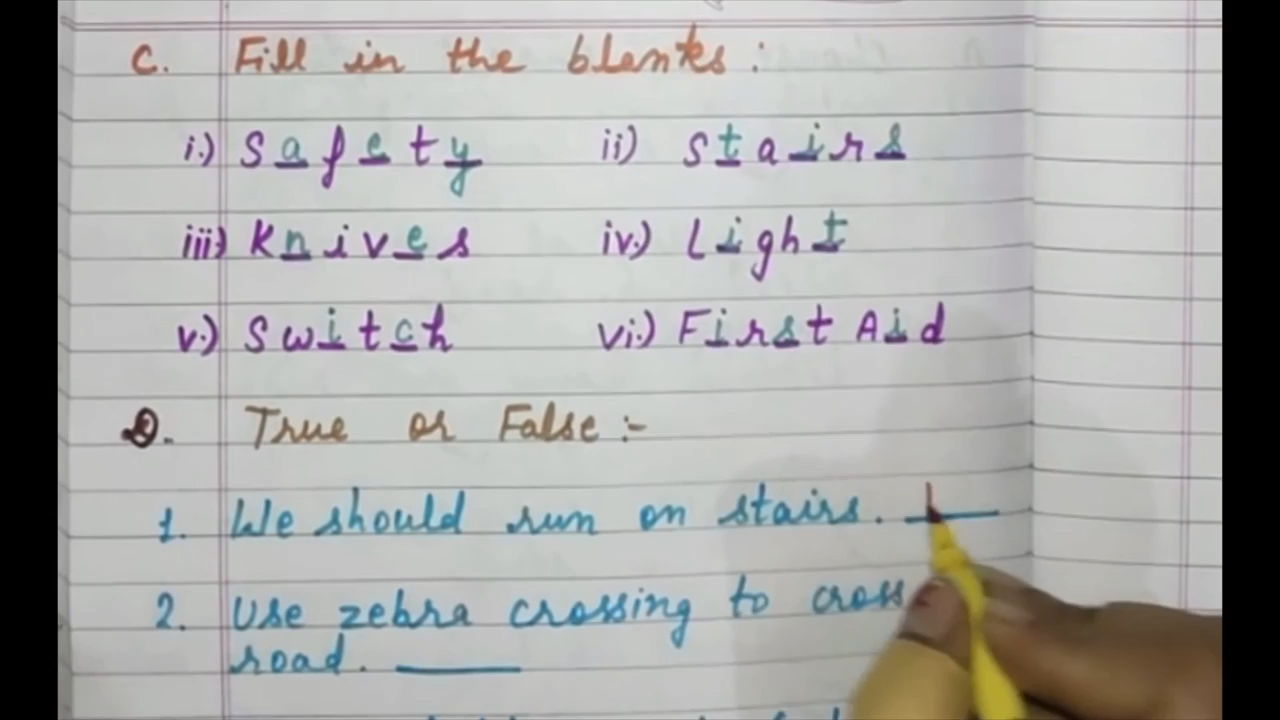 C. Fill in the blanks:
i.) Safety ii) Stairs
iii) Knives iv.) Light
v.) Switch vi.) First Aid
D. True or False :-
1. We should run on stairs.
2. Use zebra crossing to cross
road.